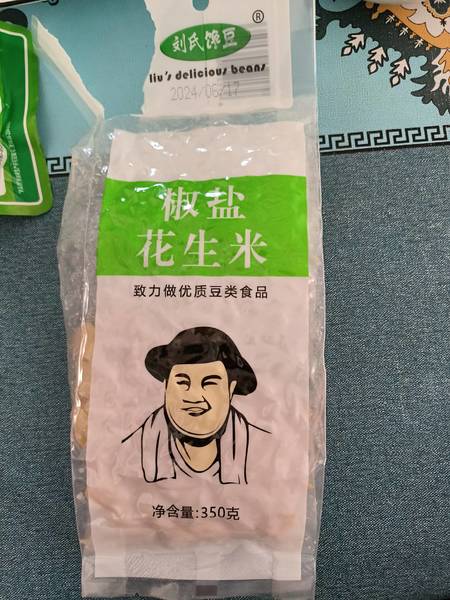 ®
刘氏馋豆
liu's delicious beans
2024/06/17
椒盐
花生米
致力做优质豆类食品
净含量:350克